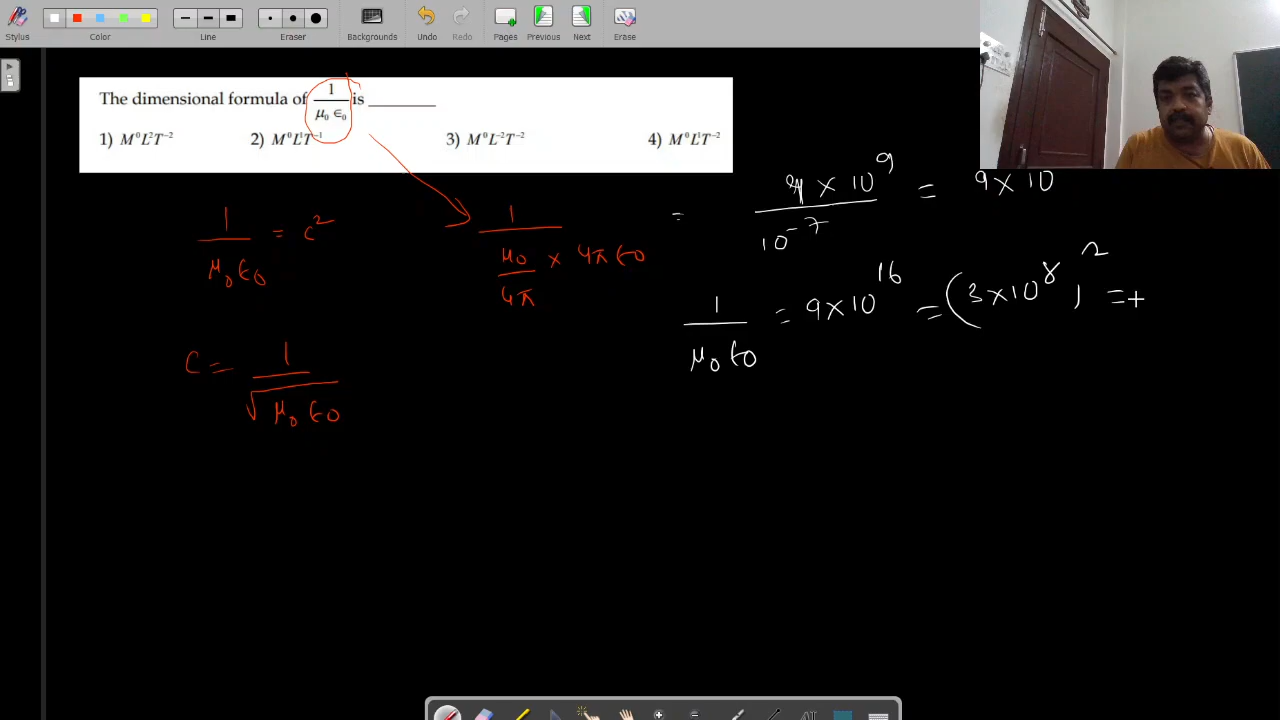 Stylus Color Line Eraser Backgrounds Undo Redo Pages Previous Next Erase
The dimensional formula of 1/(μ₀ ∈₀) is ________
1) M⁰L²T⁻² 2) M⁰L¹T⁻¹ 3) M⁰L⁻²T⁻² 4) M⁰L¹T⁻²
1/(μ₀ε₀) = c²
1/(μ₀/4π × 4πε₀) = 9 × 10⁹/10⁻⁷ = 9 × 10
1/(μ₀ε₀) = 9 × 10¹⁶ = (3 × 10⁸)² =
C = 1/√(μ₀ε₀)